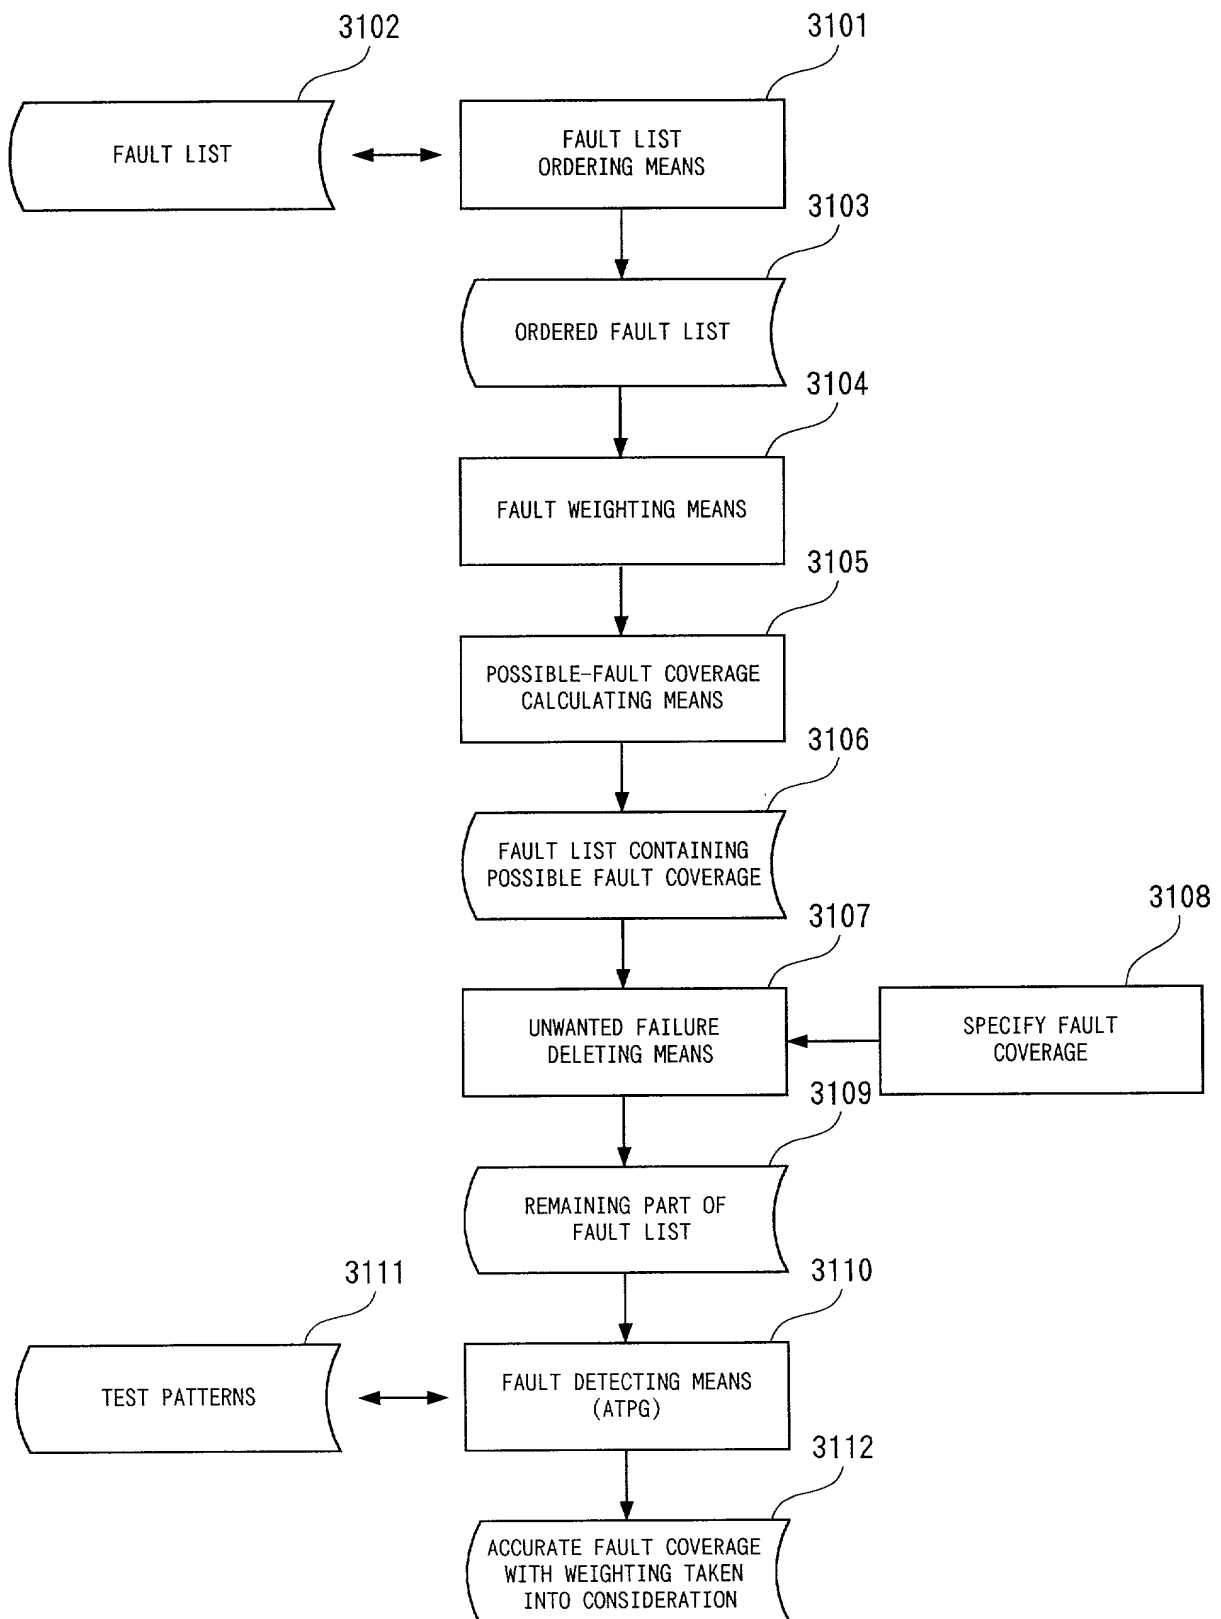 3102
3101
FAULT LIST
FAULT LIST
ORDERING MEANS
3103
ORDERED FAULT LIST
3104
FAULT WEIGHTING MEANS
3105
POSSIBLE-FAULT COVERAGE
CALCULATING MEANS
3106
FAULT LIST CONTAINING
POSSIBLE FAULT COVERAGE
3107
3108
UNWANTED FAILURE
DELETING MEANS
SPECIFY FAULT
COVERAGE
3109
REMAINING PART OF
FAULT LIST
3111
3110
TEST PATTERNS
FAULT DETECTING MEANS
(ATPG)
3112
ACCURATE FAULT COVERAGE
WITH WEIGHTING TAKEN
INTO CONSIDERATION